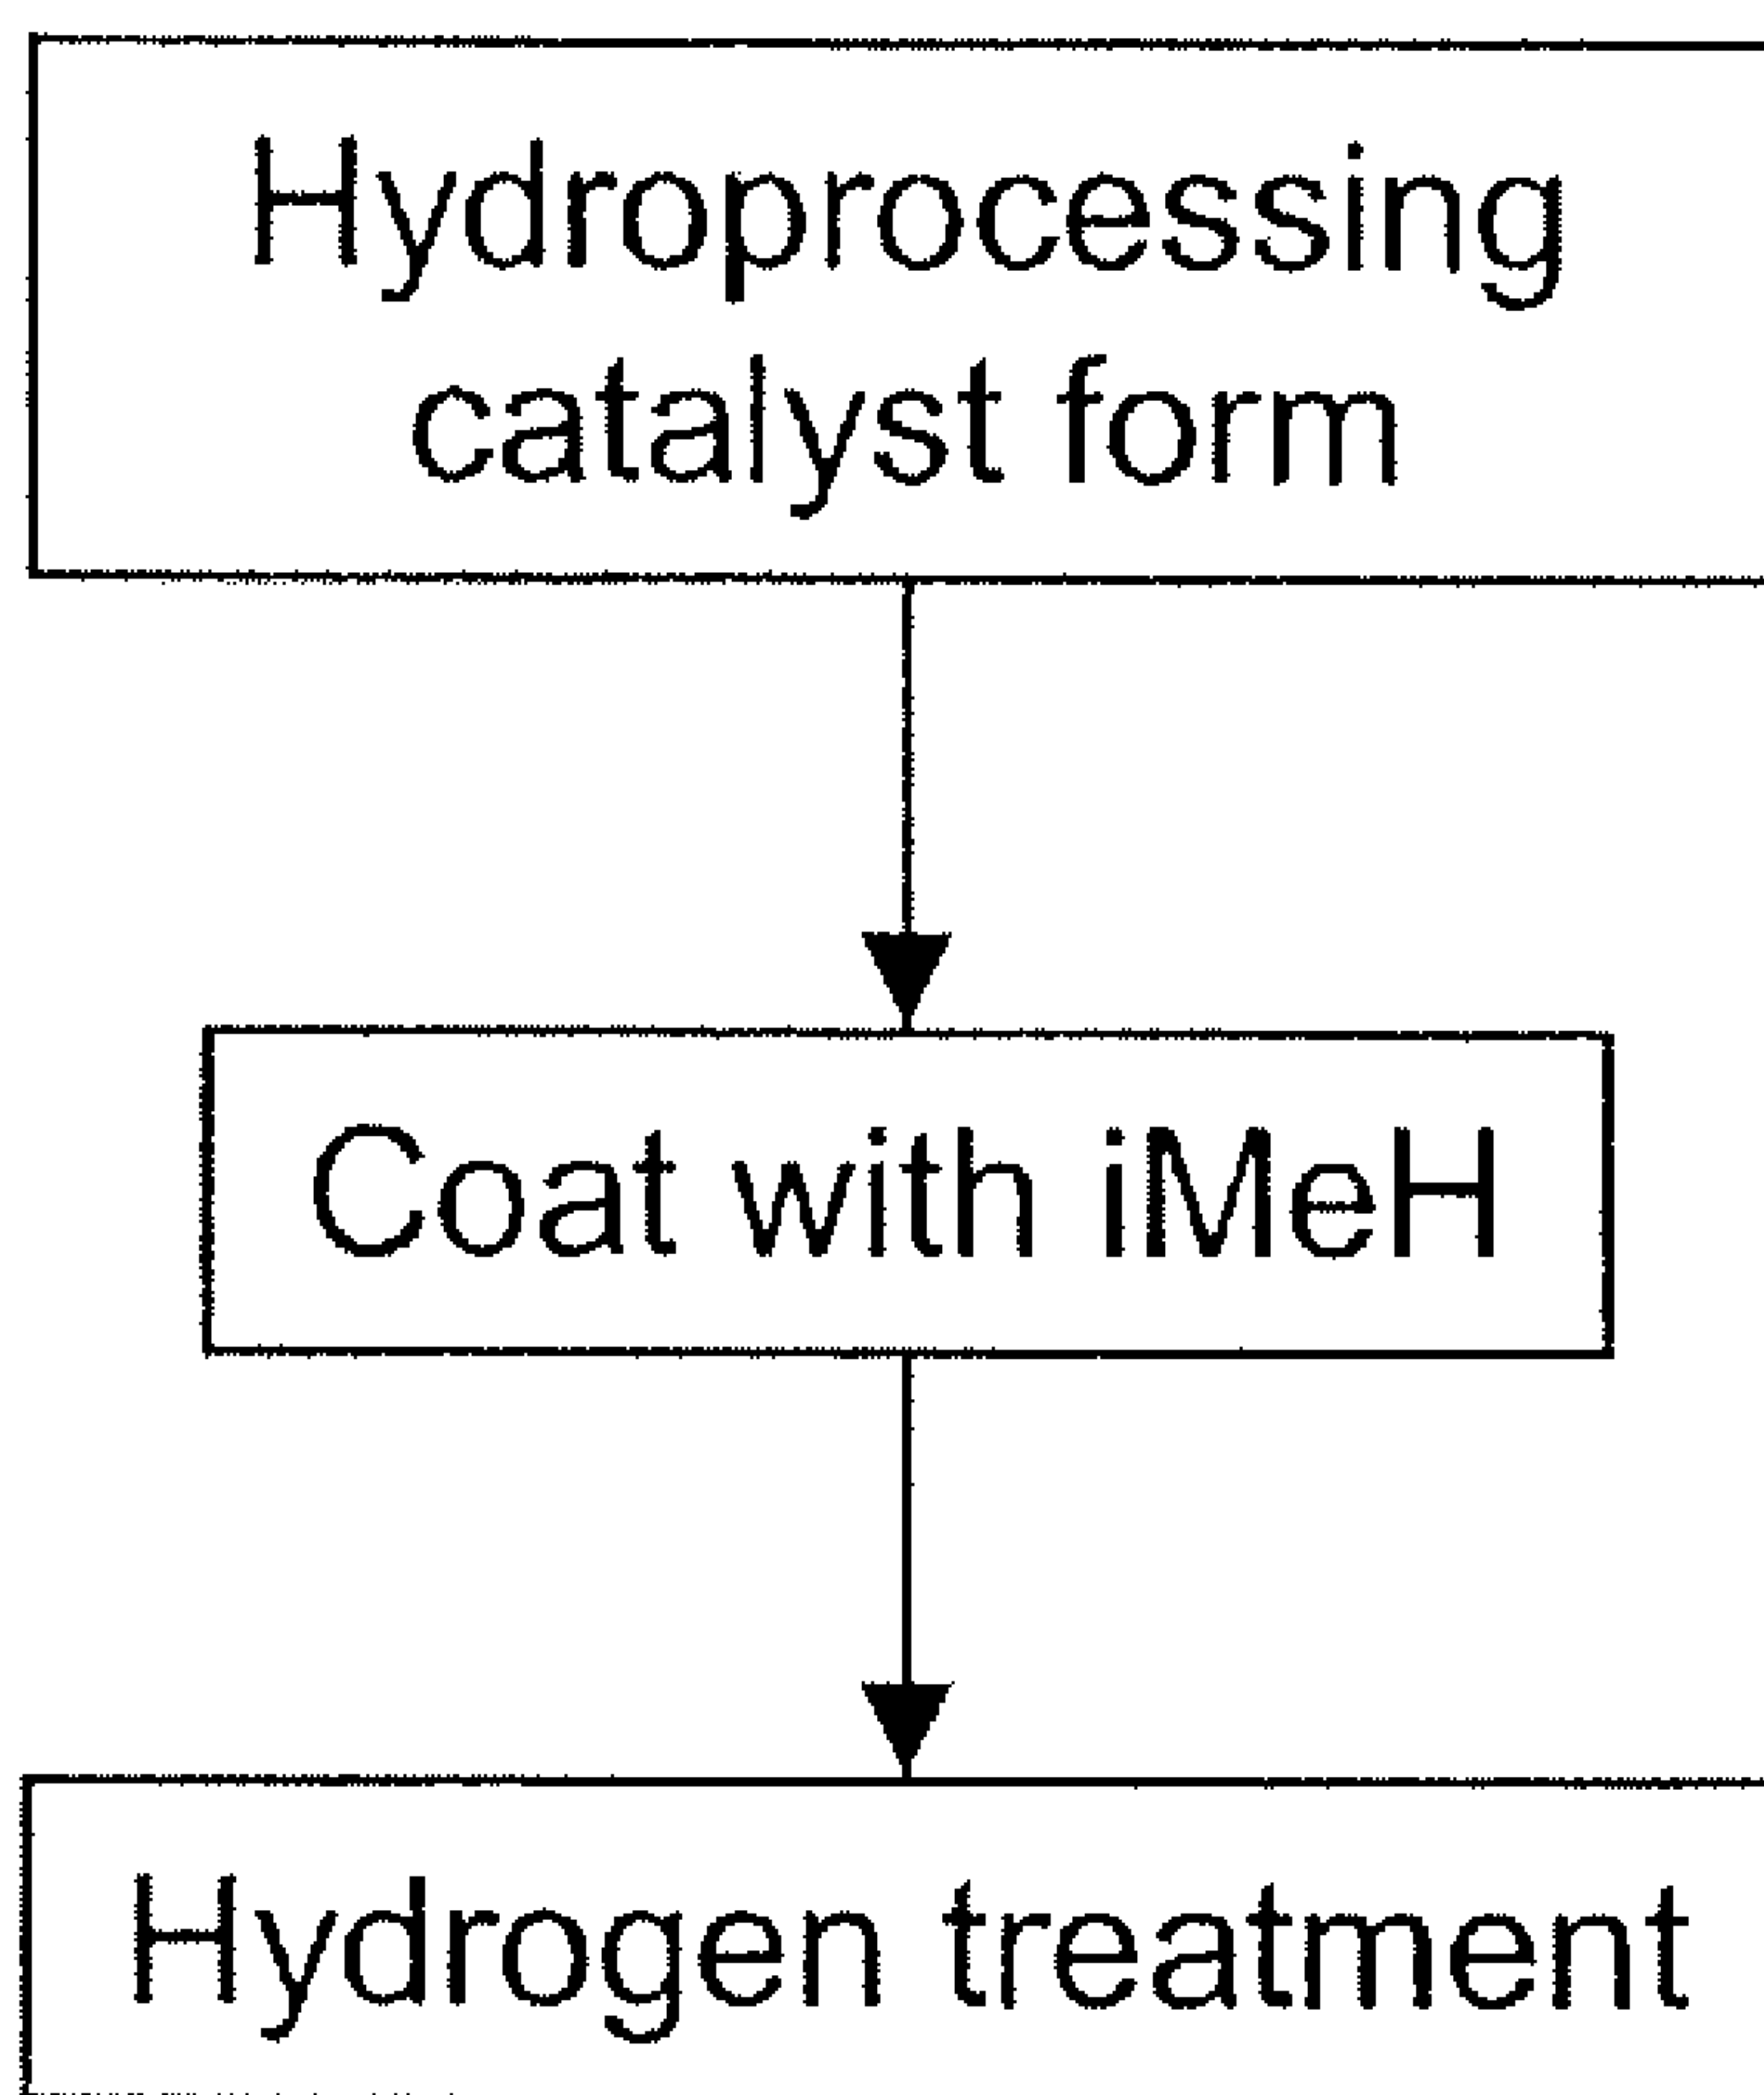 Hydroprocessing
catalyst form
Coat with iMeH
Hydrogen treatment